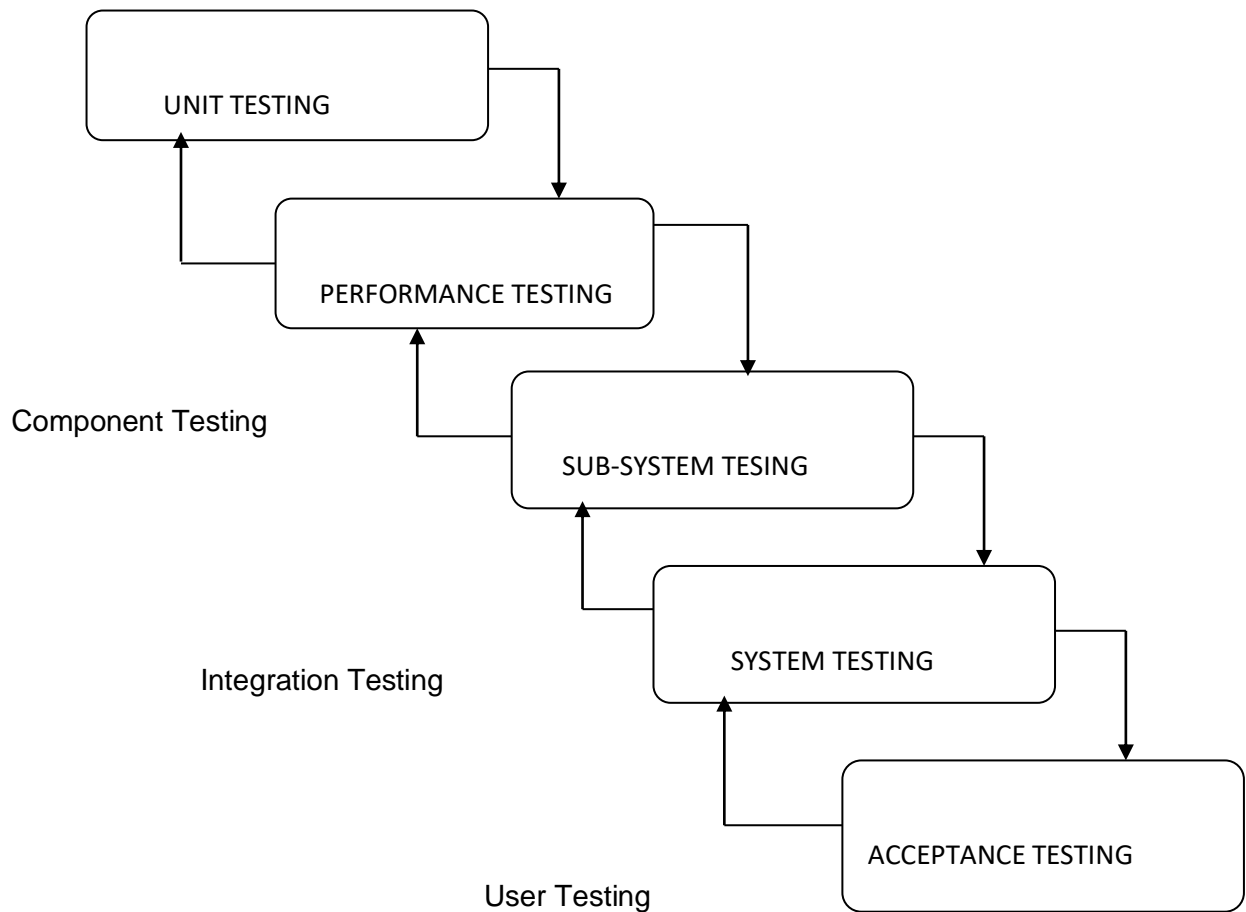 UNIT TESTING
PERFORMANCE TESTING
Component Testing
SUB-SYSTEM TESING
Integration Testing
SYSTEM TESTING
ACCEPTANCE TESTING
User Testing